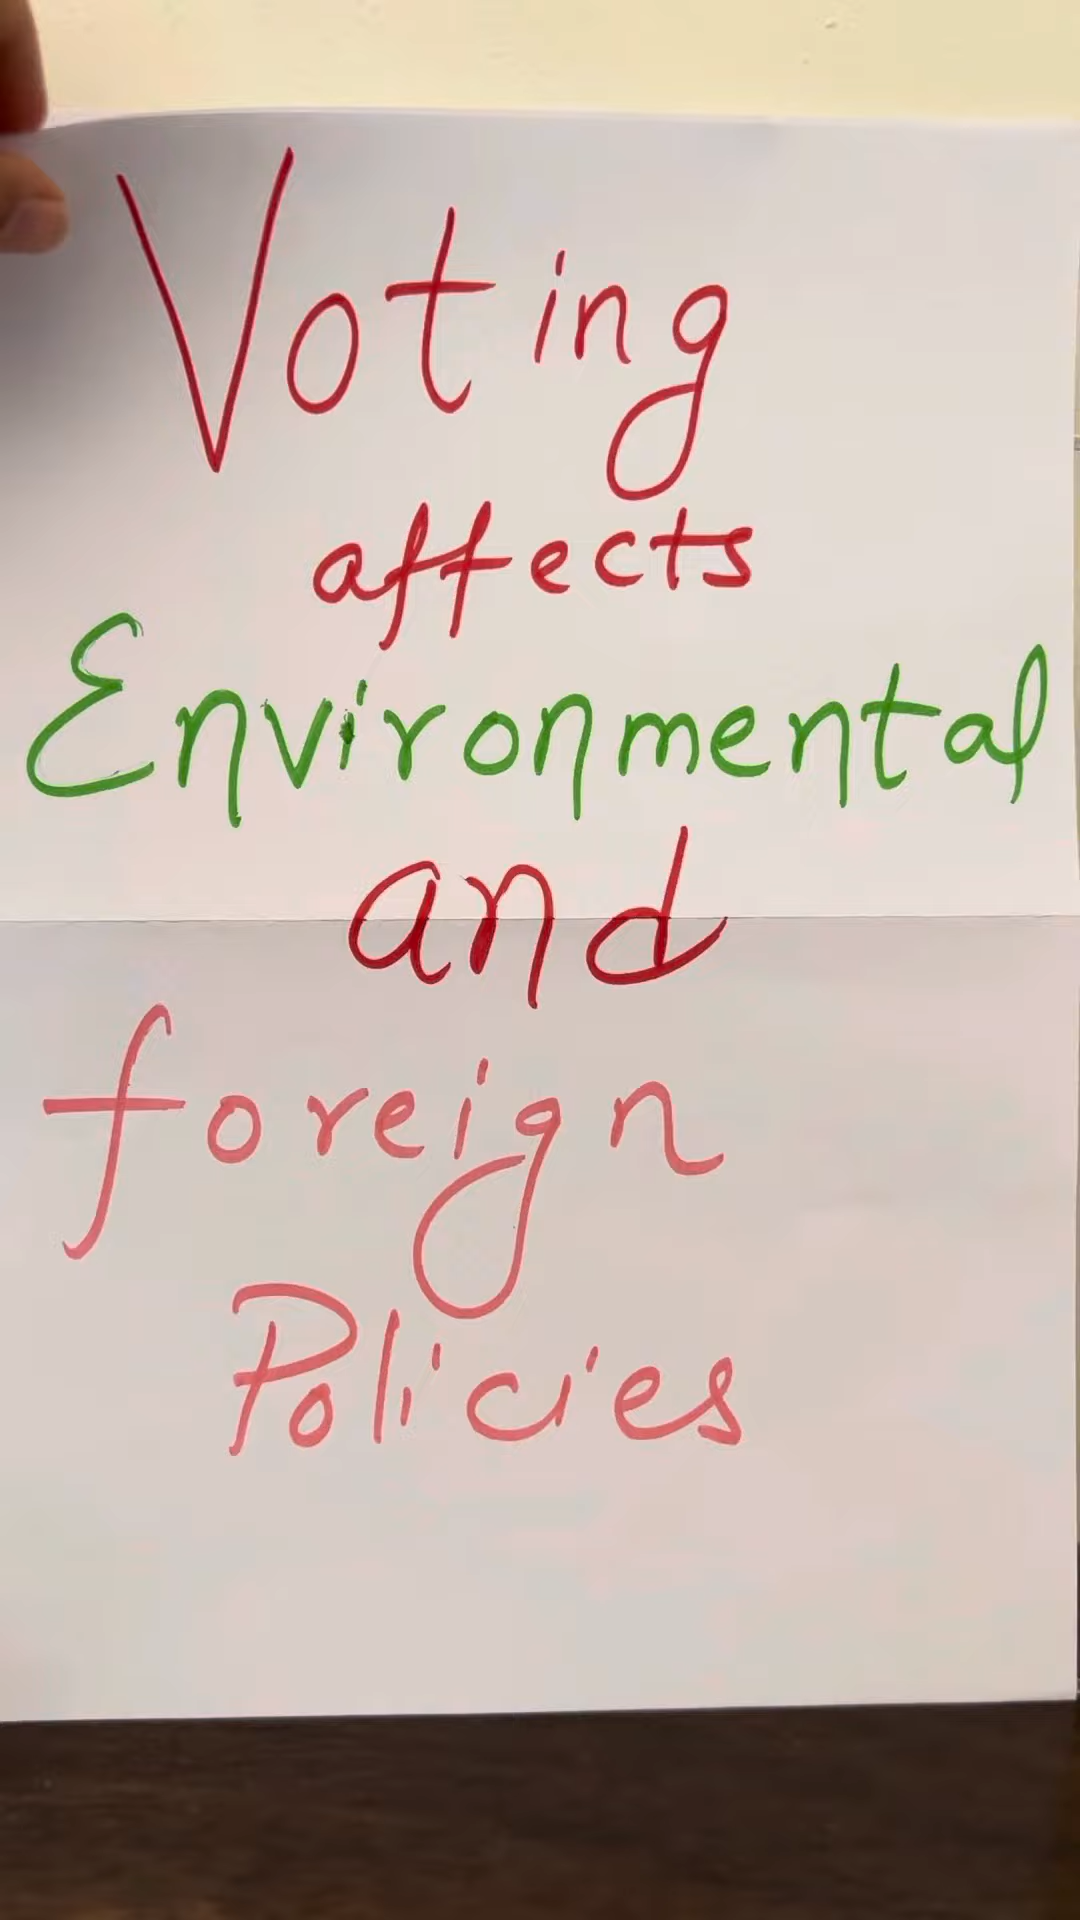 Voting
affects
Environmental
and
foreign
Policies